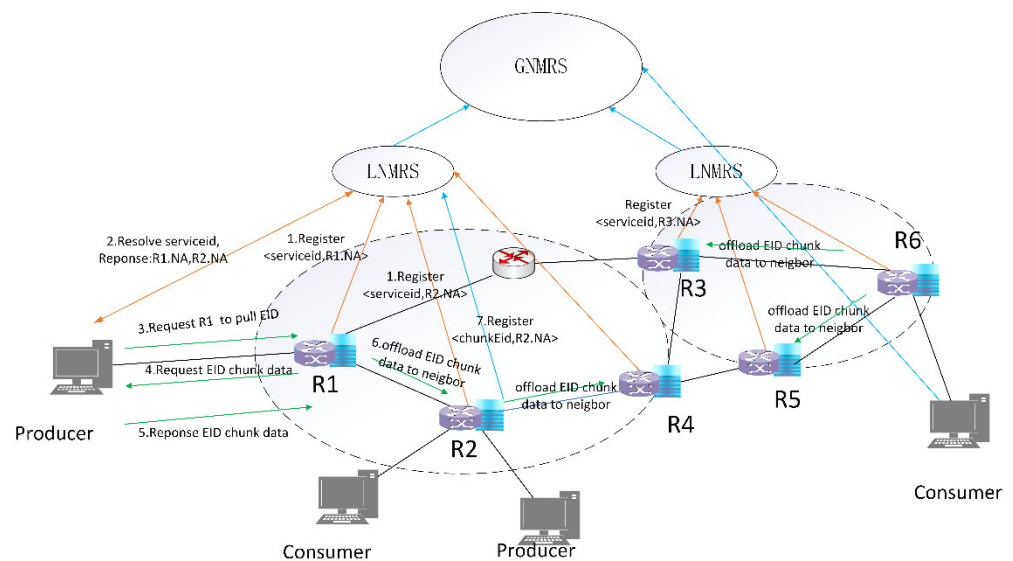 GNMRS
LNMRS
LNMRS
2.Resolve serviceid,
Reponse:R1.NA,R2.NA
1.Register
<serviceid,R1.NA>
1.Register
<serviceid,R2.NA>
Register
<serviceid,R3.NA>
offload EID chunk
data to neigbor
R6
R3
3.Request R1 to pull EID
7.Register
<chunkEid,R2.NA>
offload EID chunk
data to neigbor
4.Request EID chunk data
R1
6.offload EID chunk
data to neigbor
offload EID chunk
data to neigbor
R5
R4
Producer
5.Reponse EID chunk data
R2
Consumer
Consumer
Producer